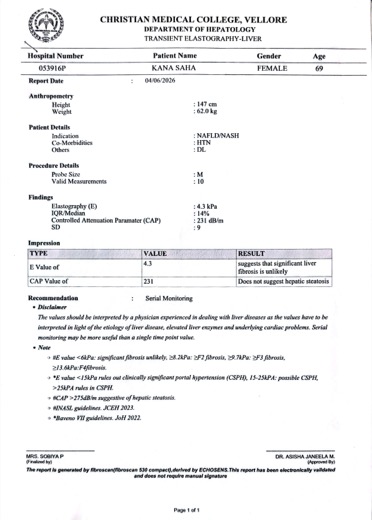 CHRISTIAN MEDICAL COLLEGE, VELLORE
DEPARTMENT OF HEPATOLOGY
TRANSIENT ELASTOGRAPHY-LIVER
Hospital Number Patient Name Gender Age
053916P KANA SAHA FEMALE 69
Report Date : 04/06/2026
Anthropometry
Height : 147 cm
Weight : 62.0 kg
Patient Details
Indication : NAFLD/NASH
Co-Morbidities : HTN
Others : DL
Procedure Details
Probe Size : M
Valid Measurements : 10
Findings
Elastography (E) : 4.3 kPa
IQR/Median : 14%
Controlled Attenuation Paramater (CAP) : 231 dB/m
SD : 9
Impression
TYPE VALUE RESULT
E Value of 4.3 suggests that significant liver
fibrosis is unlikely
CAP Value of 231 Does not suggest hepatic steatosis
Recommendation : Serial Monitoring
• Disclaimer
The values should be interpreted by a physician experienced in dealing with liver diseases as the values have to be
interpreted in light of the etiology of liver disease, elevated liver enzymes and underlying cardiac problems. Serial
monitoring may be more useful than a single time point value.
• Note
#E value <6kPa: significant fibrosis unlikely, ≥8.2kPa: ≥F2 fibrosis, ≥9.7kPa: ≥F3 fibrosis,
≥13.6kPa:F4fibrosis.
*E value <15kPa rules out clinically significant portal hypertension (CSPH), 15-25kPA: posssible CSPH,
>25kPA rules in CSPH.
#CAP >275dB/m suggestive of hepatic steatosis.
#INASL guidelines. JCEH 2023.
*Baveno VII guidelines. JoH 2022.
MRS. SOBIYA P DR. ASISHA JANEELA M.
(Finalized by) (Approved By)
The report is generated by fibroscan(fibroscan 530 compact),derived by ECHOSENS.This report has been electronically validated
and does not require manual signature
Page 1 of 1